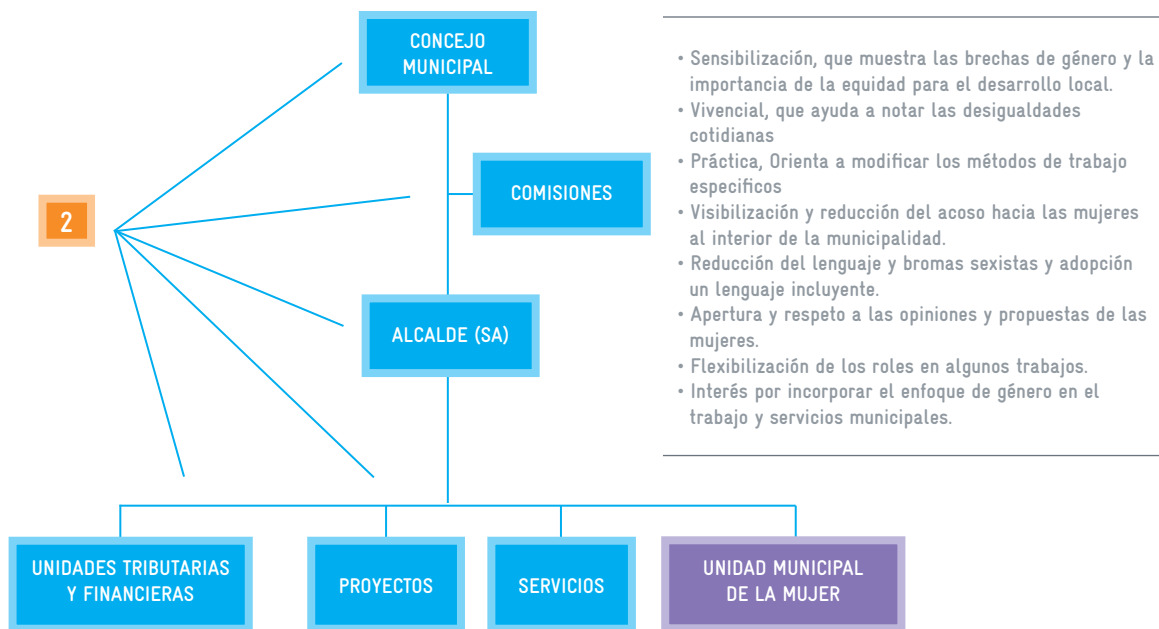 CONCEJO
MUNICIPAL
• Sensibilización, que muestra las brechas de género y la
importancia de la equidad para el desarrollo local.
• Vivencial, que ayuda a notar las desigualdades
cotidianas
• Práctica, Orienta a modificar los métodos de trabajo
especificos
• Visibilización y reducción del acoso hacia las mujeres
al interior de la municipalidad.
• Reducción del lenguaje y bromas sexistas y adopción
un lenguaje incluyente.
• Apertura y respeto a las opiniones y propuestas de las
mujeres.
• Flexibilización de los roles en algunos trabajos.
• Interés por incorporar el enfoque de género en el
trabajo y servicios municipales.
COMISIONES
2
ALCALDE (SA)
UNIDADES TRIBUTARIAS
Y FINANCIERAS
PROYECTOS
SERVICIOS
UNIDAD MUNICIPAL
DE LA MUJER